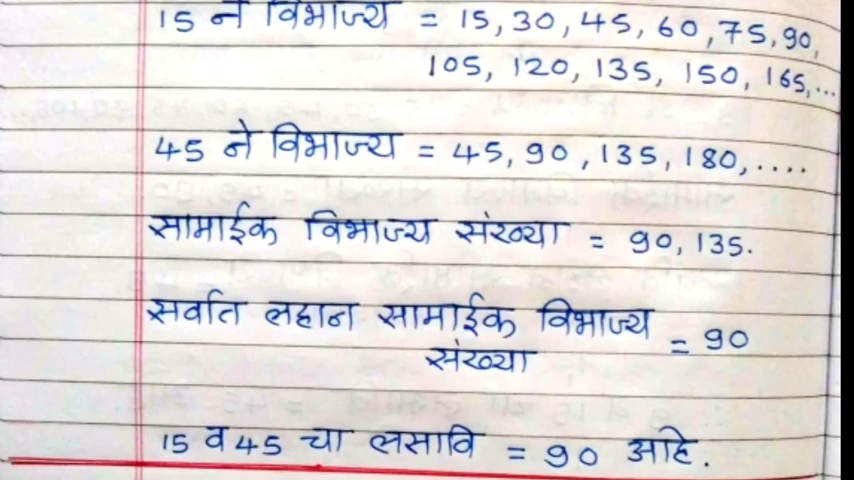 15 ने विभाज्य = 15, 30, 45, 60, 75, 90,
105, 120, 135, 150, 165,...
45 ने विभाज्य = 45, 90, 135, 180, ....
सामाईक विभाज्य संख्या = 90, 135.
सर्वात लहान सामाईक विभाज्य
संख्या = 90
15 व 45 चा लसावि = 90 आहे.